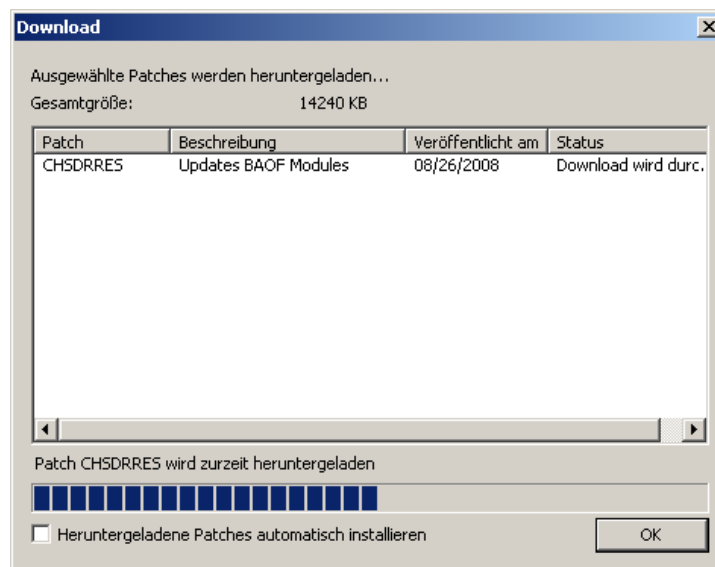 Download
Ausgewählte Patches werden heruntergeladen...
Gesamtgröße: 14240 KB
Patch Beschreibung Veröffentlicht am Status
CHSDRRES Updates BAOF Modules 08/26/2008 Download wird durc.
Patch CHSDRRES wird zurzeit heruntergeladen
Heruntergeladene Patches automatisch installieren OK